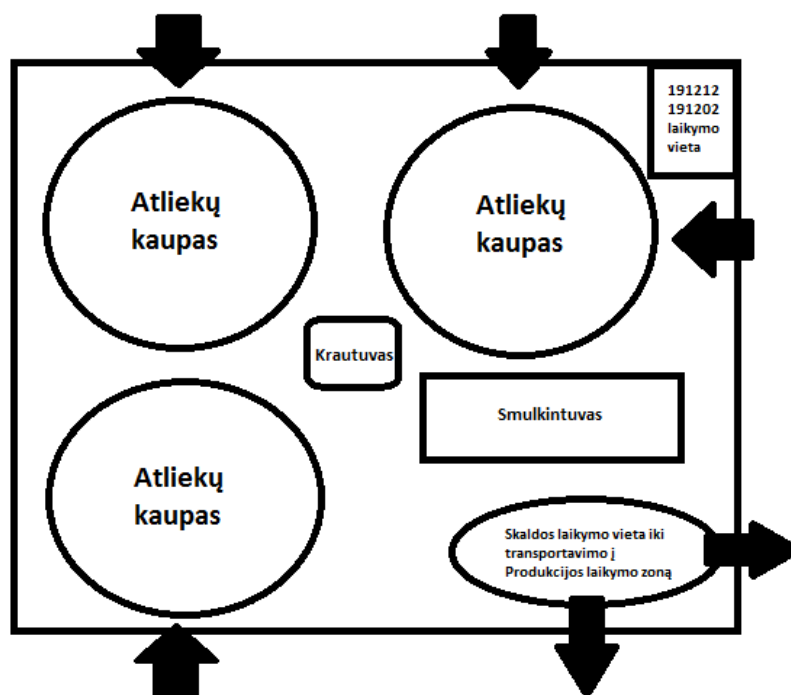 191212
191202
laikymo
vieta
Atliekų
kaupas
Atliekų
kaupas
Krautuvas
Smulkintuvas
Atliekų
kaupas
Skaldos laikymo vieta iki
transportavimo į
Produkcijos laikymo zoną